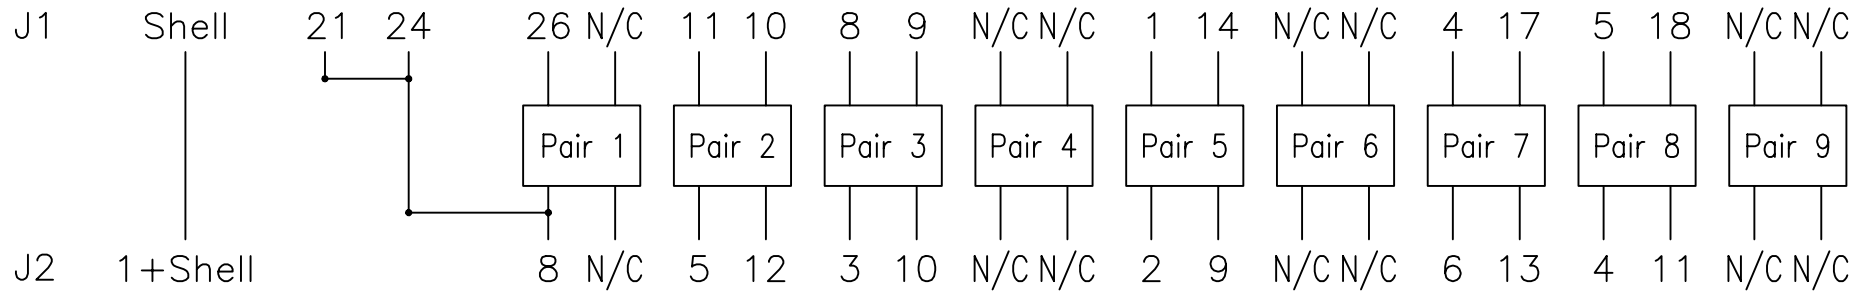 J1 Shell 21 24 26 N/C 11 10 8 9 N/C N/C 1 14 N/C N/C 4 17 5 18 N/C N/C
Pair 1 Pair 2 Pair 3 Pair 4 Pair 5 Pair 6 Pair 7 Pair 8 Pair 9
J2 1+Shell 8 N/C 5 12 3 10 N/C N/C 2 9 N/C N/C 6 13 4 11 N/C N/C